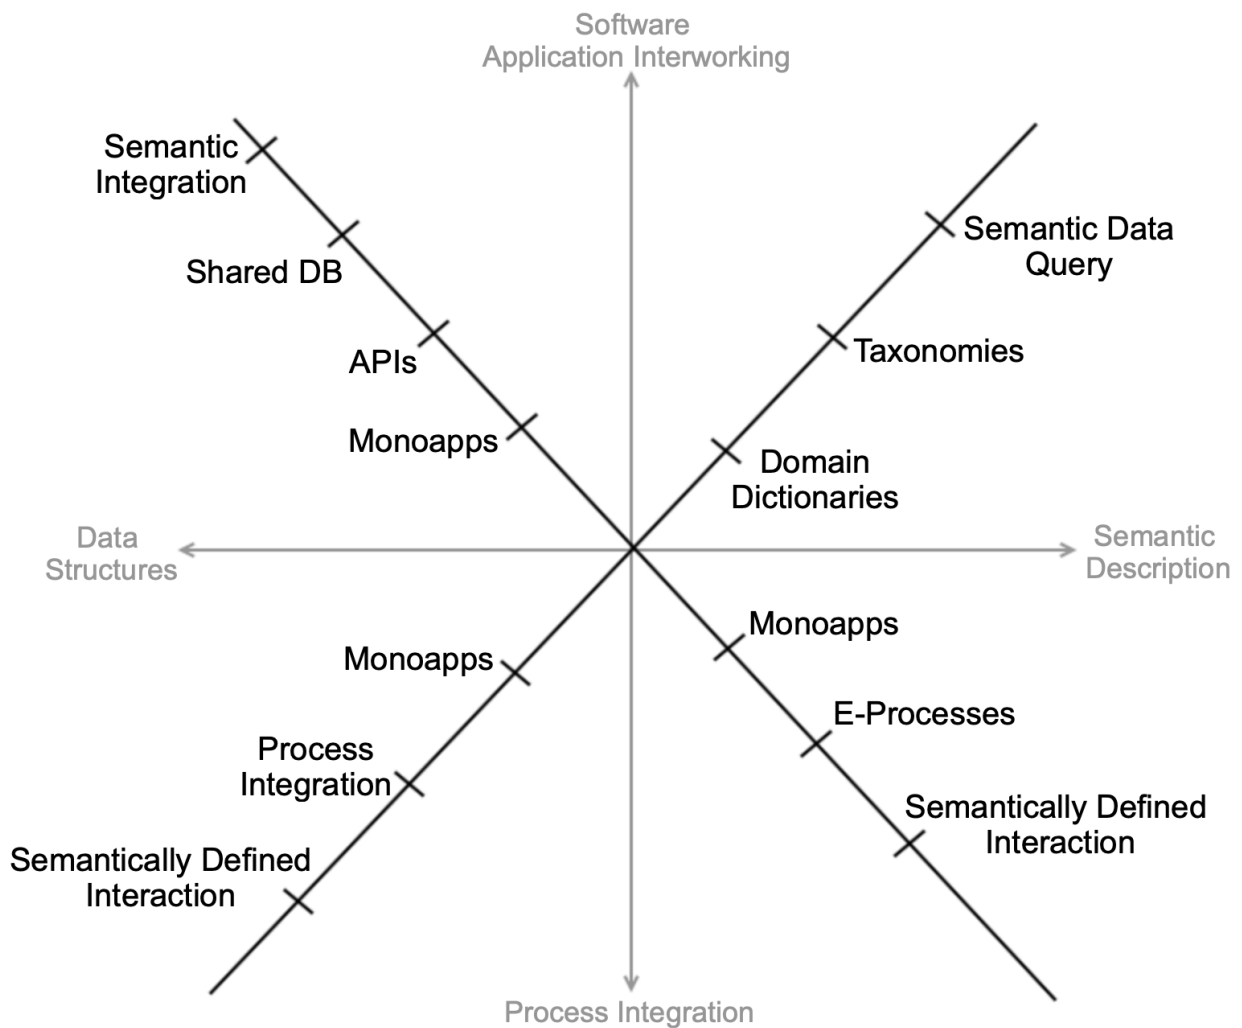 Software
Application Interworking
Semantic
Integration
Semantic Data
Query
Shared DB
APIs
Taxonomies
Monoapps
Domain
Dictionaries
Data
Structures
Semantic
Description
Monoapps
Monoapps
E-Processes
Process
Integration
Semantically Defined
Interaction
Semantically Defined
Interaction
Process Integration